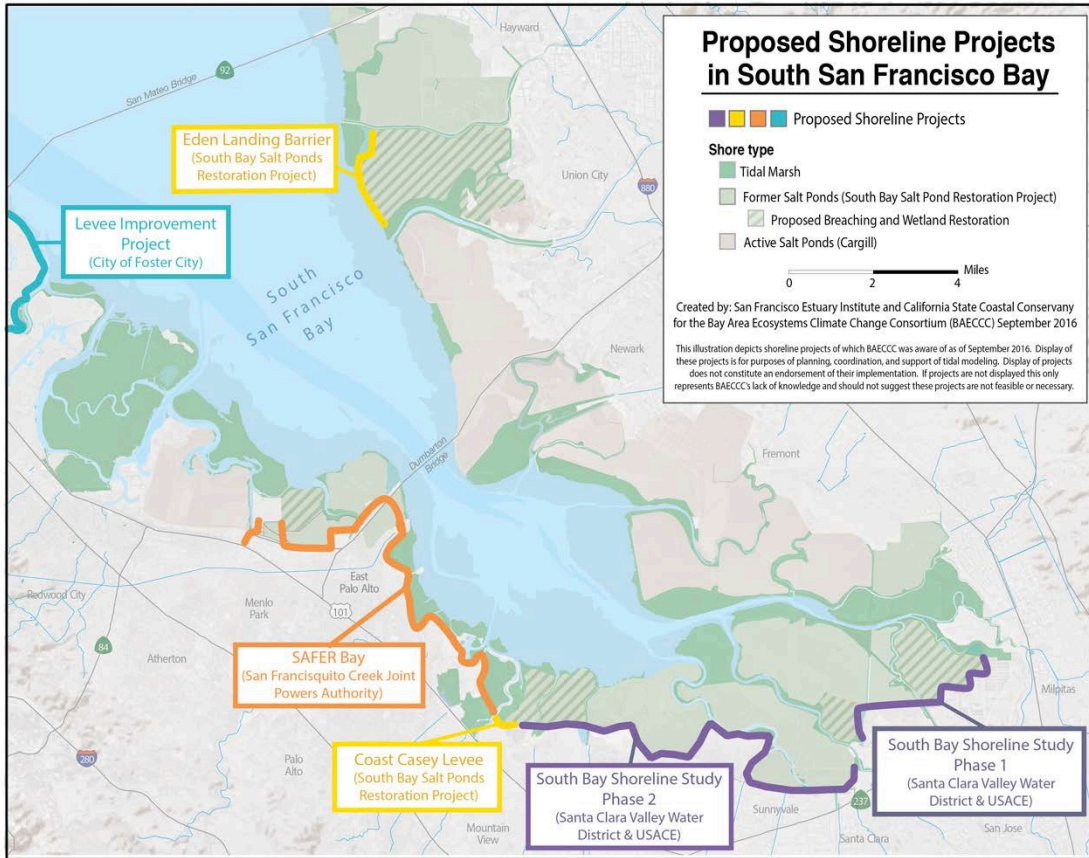 Proposed Shoreline Projects
in South San Francisco Bay
Proposed Shoreline Projects
Shore type
Tidal Marsh
Former Salt Ponds (South Bay Salt Pond Restoration Project)
Proposed Breaching and Wetland Restoration
Active Salt Ponds (Cargill)
0 2 4 Miles
Created by: San Francisco Estuary Institute and California State Coastal Conservany
for the Bay Area Ecosystems Climate Change Consortium (BAECCC) September 2016
This illustration depicts shoreline projects of which BAECCC was aware of as of September 2016. Display of
these projects is for purposes of planning, coordination, and support of tidal modeling. Display of projects
does not constitute an endorsement of their implementation. If projects are not displayed this only
represents BAECCC's lack of knowledge and should not suggest these projects are not feasible or necessary.
Hayward
92
San Mateo Bridge
Eden Landing Barrier
(South Bay Salt Ponds
Restoration Project)
Union City
880
Levee Improvement
Project
(City of Foster City)
South
San Francisco
Bay
Newark
Dumbarton
Bridge
Fremont
Redwood City
East
Palo Alto
Menlo
Park
101
84
Atherton
SAFER Bay
(San Francisquito Creek Joint
Powers Authority)
Milpitas
280
Palo
Alto
Coast Casey Levee
(South Bay Salt Ponds
Restoration Project)
South Bay Shoreline Study
Phase 2
(Santa Clara Valley Water
District & USACE)
South Bay Shoreline Study
Phase 1
(Santa Clara Valley Water
District & USACE)
237
Sunnyvale
Mountain
View
Santa Clara
San Jose